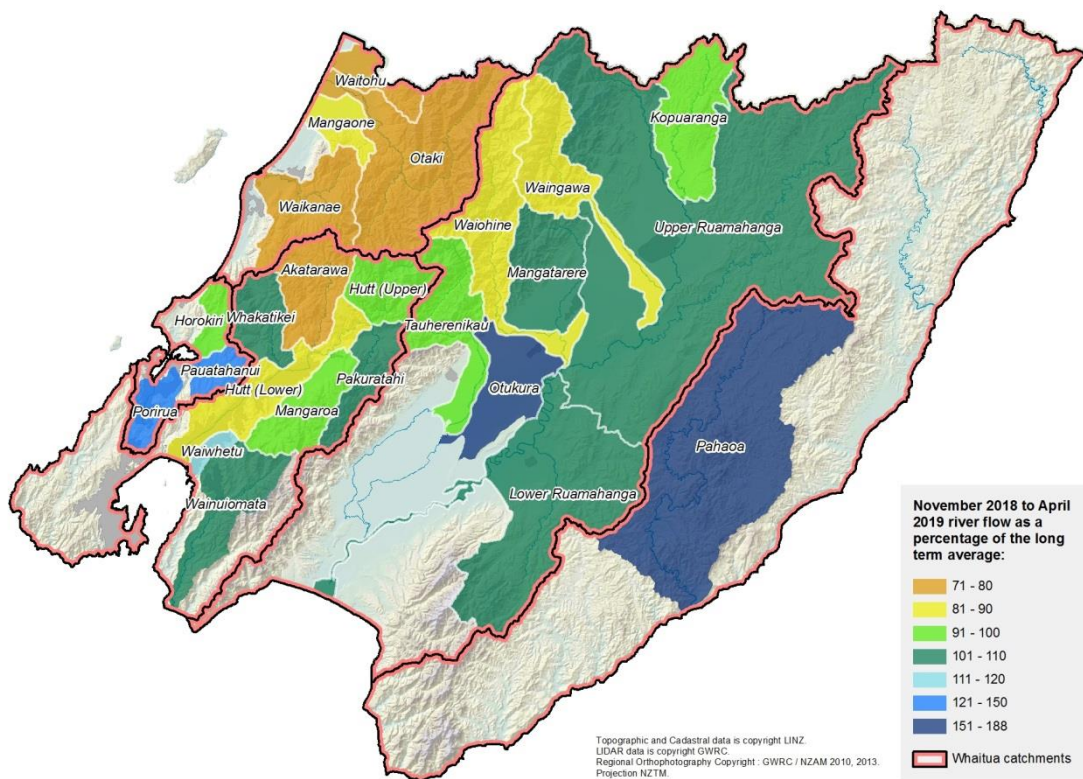 Waitohu
Mangaone
Otaki
Kopuaranga
Waingawa
Waikanae
Waiohine
Upper Ruamahanga
Akatarawa
Mangatarere
Hutt (Upper)
Horokiri
Whakatikei
Tauherenikau
Pauatahanui
Pakuratahi
Otukura
Hutt (Lower)
Porirua
Mangaroa
Pahaoa
Waiwhetu
Wainuiomata
Lower Ruamahanga
November 2018 to April
2019 river flow as a
percentage of the long
term average:
71 - 80
81 - 90
91 - 100
101 - 110
111 - 120
121 - 150
151 - 188
Whaitua catchments
Topographic and Cadastral data is copyright LINZ.
LIDAR data is copyright GWRC.
Regional Orthophotography Copyright : GWRC / NZAM 2010, 2013.
Projection NZTM.